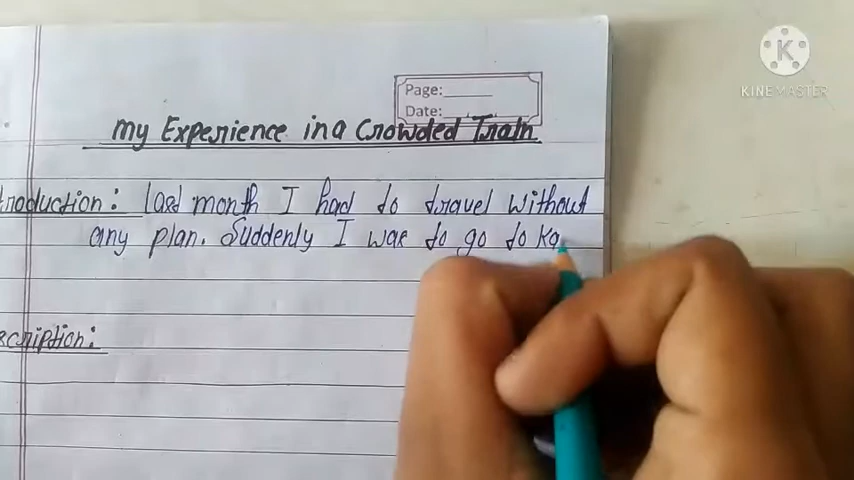 K
KINEMASTER
Page:
Date:
my Experience in a Crowded Train
troduction: last month I had to travel without
any plan. Suddenly I was to go to Ka
scription: